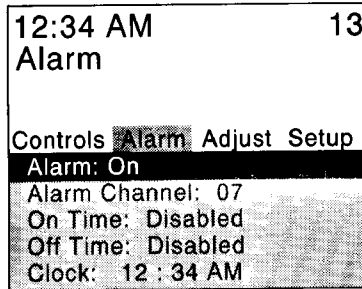 12:34 AM 13
Alarm
Controls Alarm Adjust Setup
Alarm: On
Alarm Channel: 07
On Time: Disabled
Off Time: Disabled
Clock: 12 : 34 AM